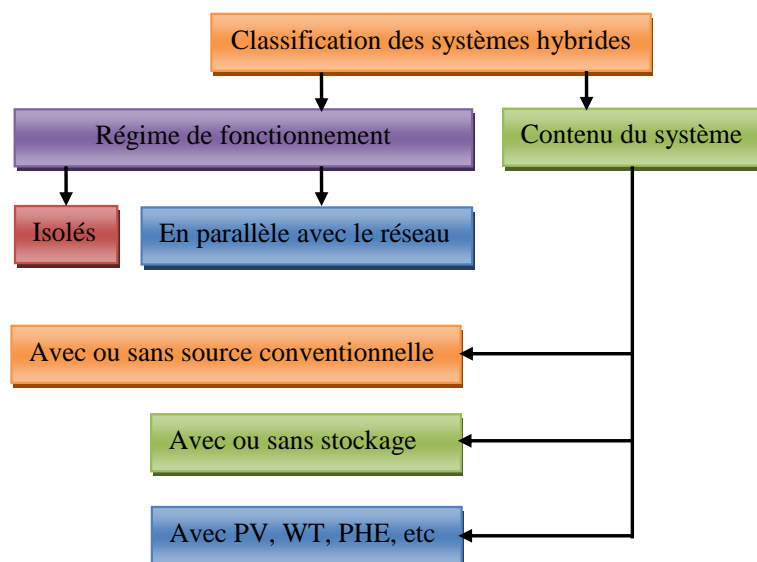 Classification des systèmes hybrides
Régime de fonctionnement
Contenu du système
Isolés
En parallèle avec le réseau
Avec ou sans source conventionnelle
Avec ou sans stockage
Avec PV, WT, PHE, etc